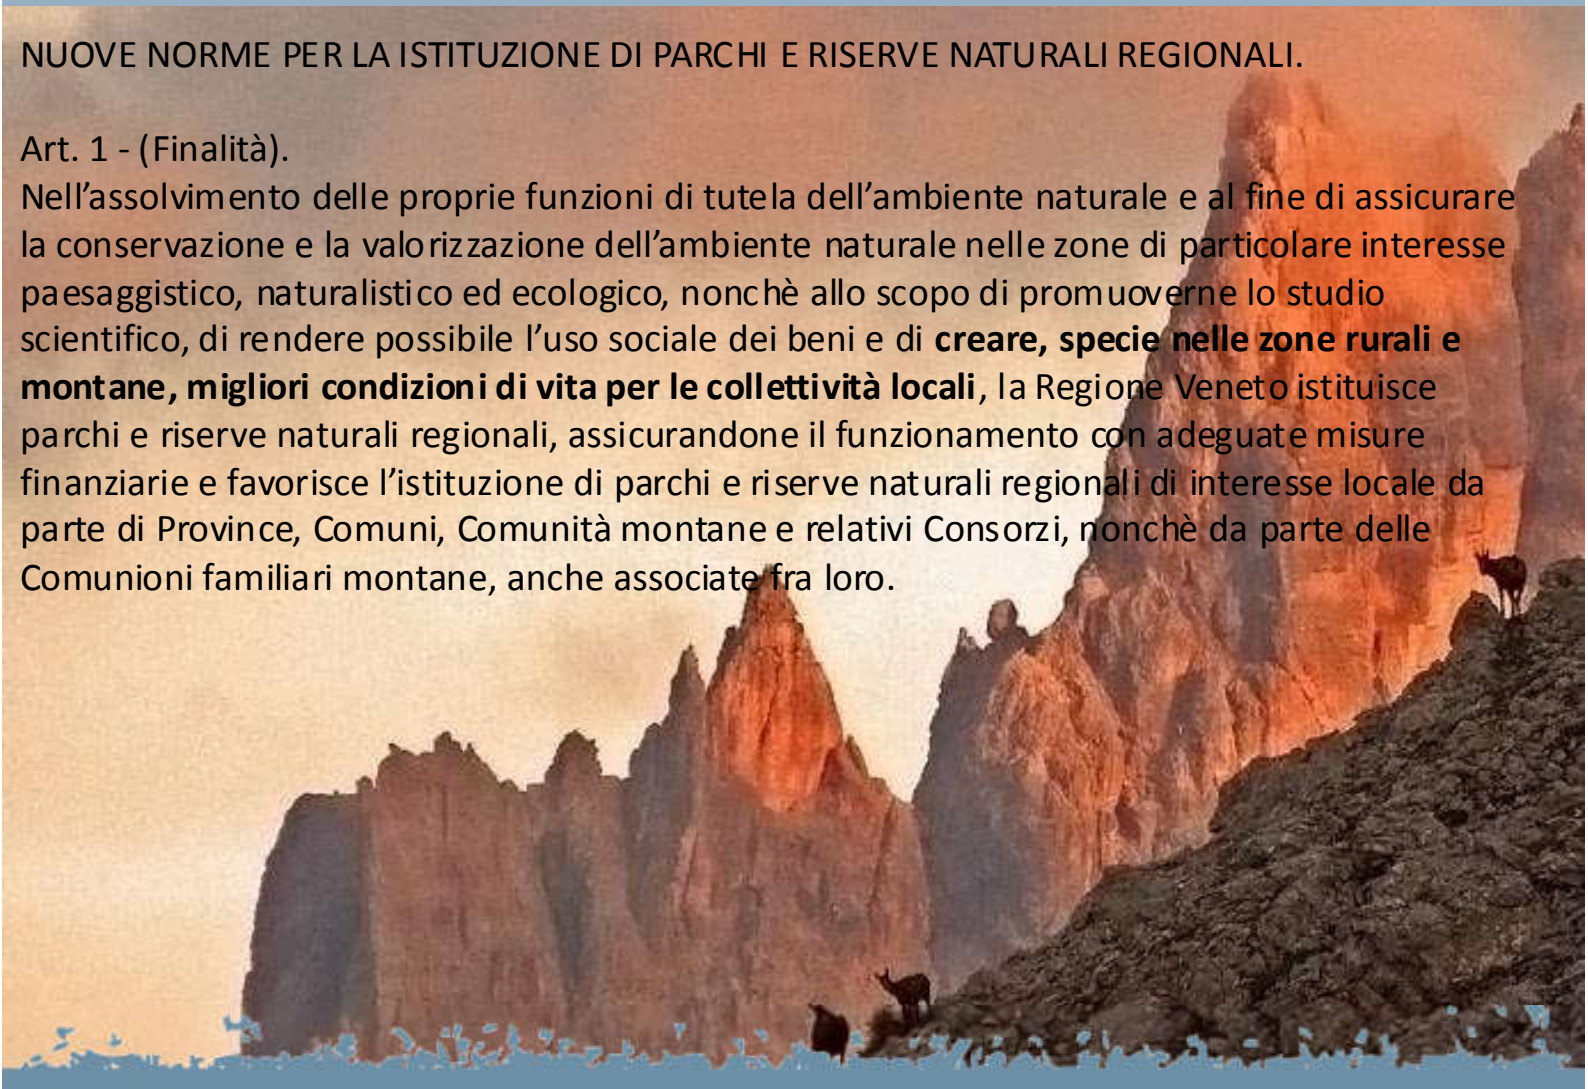 NUOVE NORME PER LA ISTITUZIONE DI PARCHI E RISERVE NATURALI REGIONALI.
Art. 1 - (Finalità).
Nell’assolvimento delle proprie funzioni di tutela dell’ambiente naturale e al fine di assicurare
la conservazione e la valorizzazione dell’ambiente naturale nelle zone di particolare interesse
paesaggistico, naturalistico ed ecologico, nonchè allo scopo di promuoverne lo studio
scientifico, di rendere possibile l’uso sociale dei beni e di creare, specie nelle zone rurali e
montane, migliori condizioni di vita per le collettività locali, la Regione Veneto istituisce
parchi e riserve naturali regionali, assicurandone il funzionamento con adeguate misure
finanziarie e favorisce l’istituzione di parchi e riserve naturali regionali di interesse locale da
parte di Province, Comuni, Comunità montane e relativi Consorzi, nonchè da parte delle
Comunioni familiari montane, anche associate fra loro.